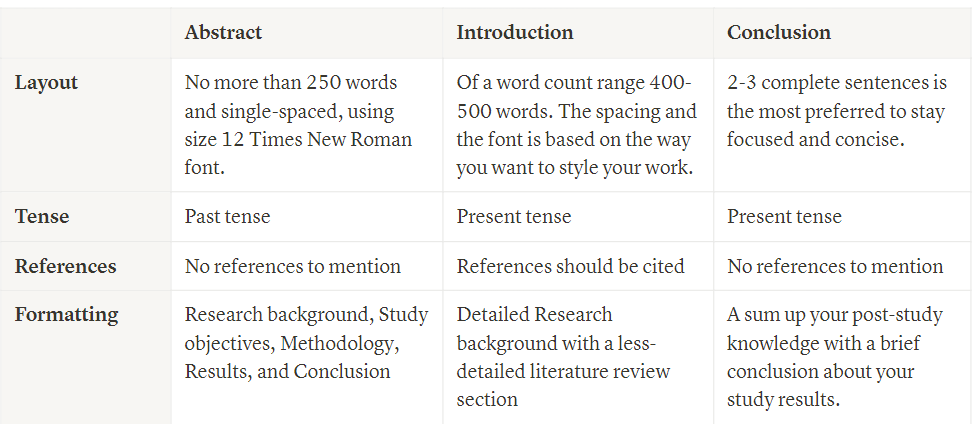 Abstract Introduction Conclusion
Layout
No more than 250 words
and single-spaced, using
size 12 Times New Roman
font.
Of a word count range 400-
500 words. The spacing and
the font is based on the way
you want to style your work.
2-3 complete sentences is
the most preferred to stay
focused and concise.
Tense
Past tense
Present tense
Present tense
References
No references to mention
References should be cited
No references to mention
Formatting
Research background, Study
objectives, Methodology,
Results, and Conclusion
Detailed Research
background with a less-
detailed literature review
section
A sum up your post-study
knowledge with a brief
conclusion about your
study results.